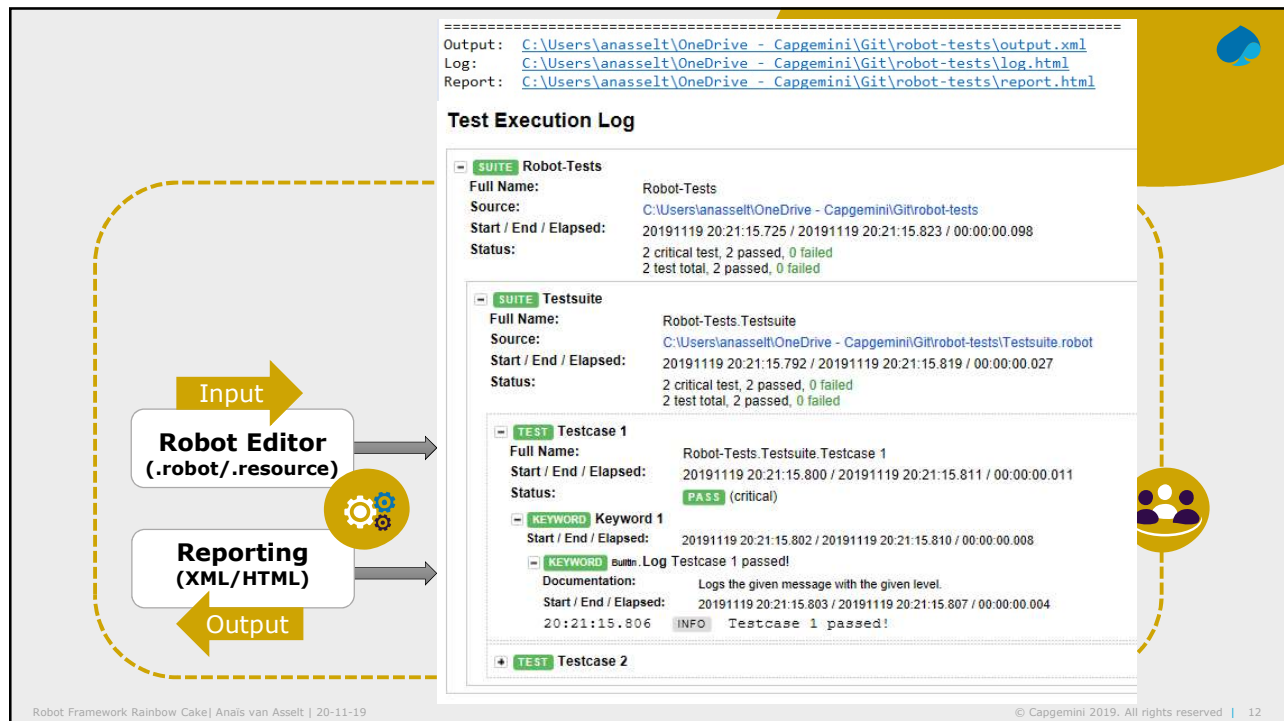 ==============================================================================
Output:  C:\Users\anasselt\OneDrive - Capgemini\Git\robot-tests\output.xml
Log:     C:\Users\anasselt\OneDrive - Capgemini\Git\robot-tests\log.html
Report:  C:\Users\anasselt\OneDrive - Capgemini\Git\robot-tests\report.html
Test Execution Log
- SUITE Robot-Tests
Full Name: Robot-Tests
Source: C:\Users\anasselt\OneDrive - Capgemini\Git\robot-tests
Start / End / Elapsed: 20191119 20:21:15.725 / 20191119 20:21:15.823 / 00:00:00.098
Status: 2 critical test, 2 passed, 0 failed
2 test total, 2 passed, 0 failed
- SUITE Testsuite
Full Name: Robot-Tests.Testsuite
Source: C:\Users\anasselt\OneDrive - Capgemini\Git\robot-tests\Testsuite.robot
Start / End / Elapsed: 20191119 20:21:15.792 / 20191119 20:21:15.819 / 00:00:00.027
Status: 2 critical test, 2 passed, 0 failed
2 test total, 2 passed, 0 failed
- TEST Testcase 1
Full Name: Robot-Tests.Testsuite.Testcase 1
Start / End / Elapsed: 20191119 20:21:15.800 / 20191119 20:21:15.811 / 00:00:00.011
Status: PASS (critical)
- KEYWORD Keyword 1
Start / End / Elapsed: 20191119 20:21:15.802 / 20191119 20:21:15.810 / 00:00:00.008
- KEYWORD BuiltIn.Log Testcase 1 passed!
Documentation: Logs the given message with the given level.
Start / End / Elapsed: 20191119 20:21:15.803 / 20191119 20:21:15.807 / 00:00:00.004
20:21:15.806 INFO Testcase 1 passed!
+ TEST Testcase 2
Input
Robot Editor
(.robot/.resource)
Reporting
(XML/HTML)
Output
Robot Framework Rainbow Cake| Anaïs van Asselt | 20-11-19
© Capgemini 2019. All rights reserved | 12